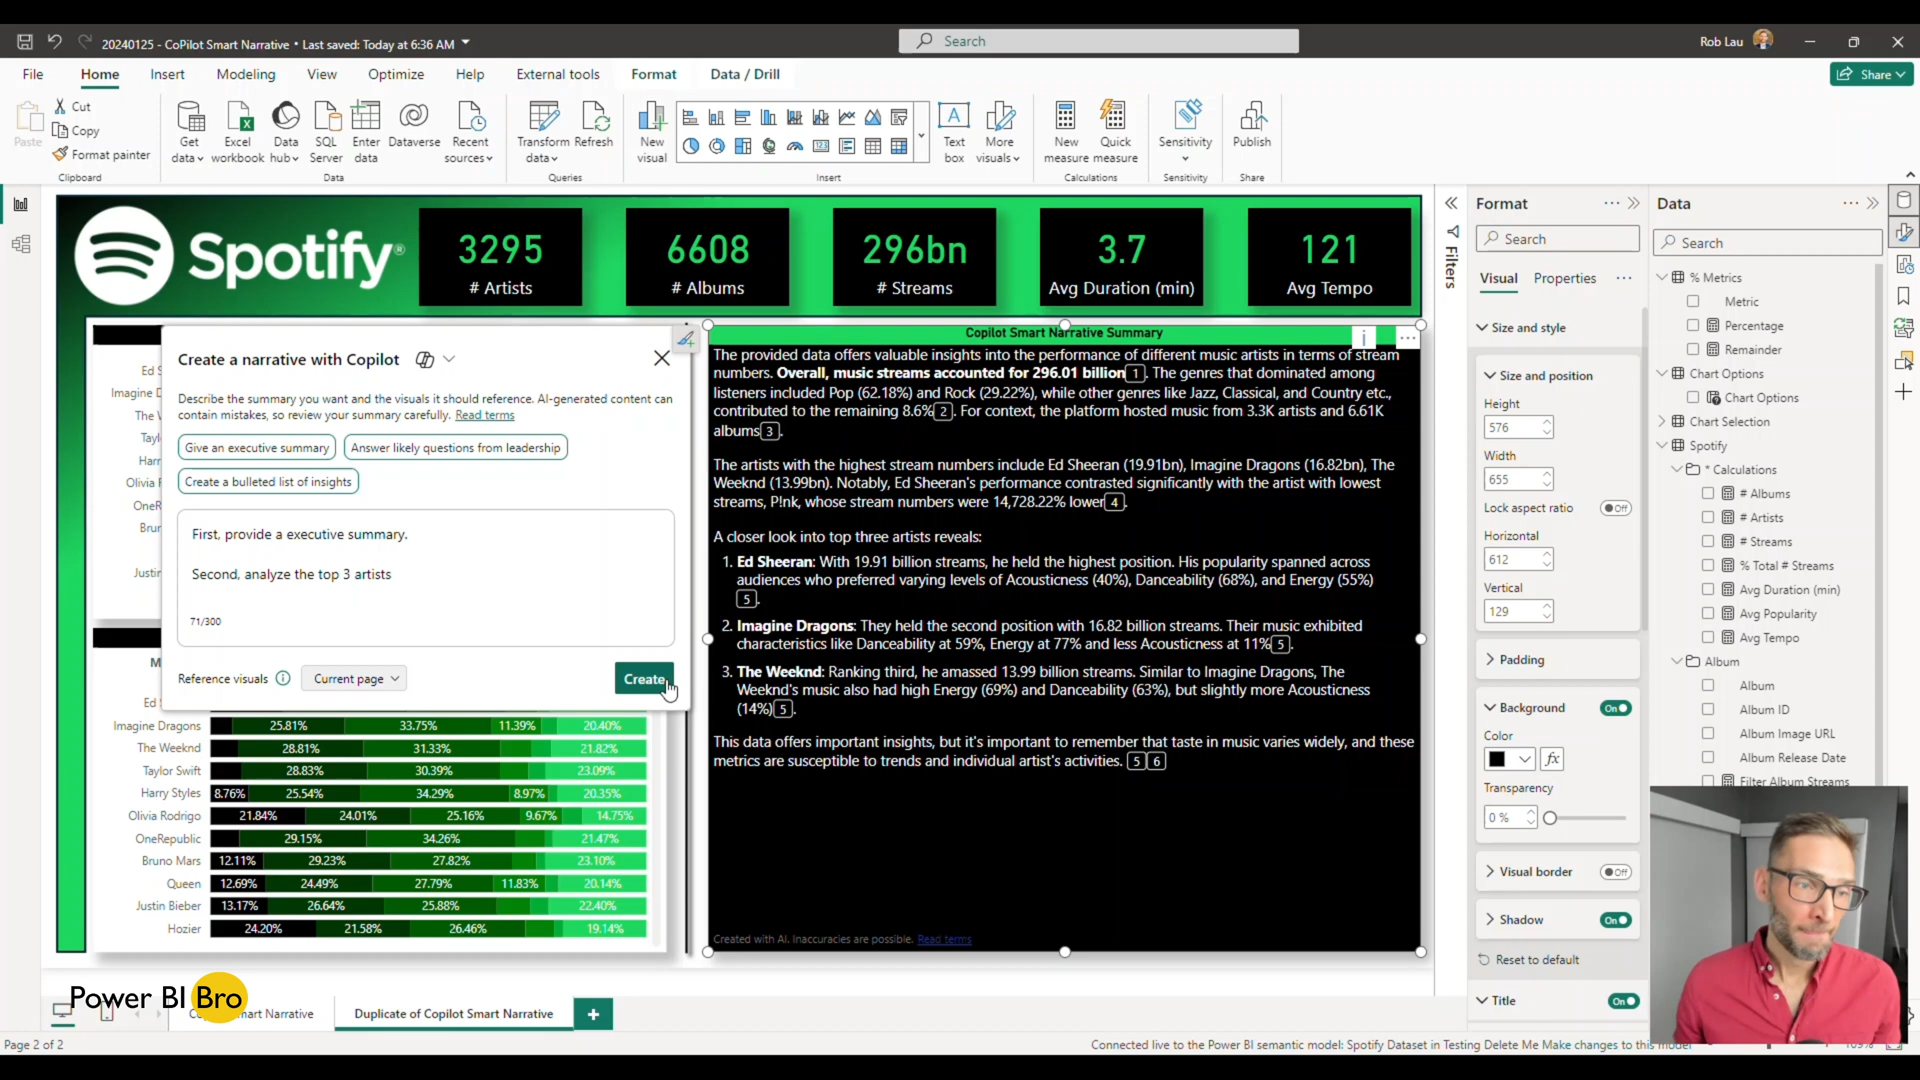 20240125 - CoPilot Smart Narrative • Last saved: Today at 6:36 AM
Search
Rob Lau
File Home Insert Modeling View Optimize Help External tools Format Data / Drill
Share
Paste
Cut
Copy
Format painter
Get data
Excel workbook
Data hub
SQL Server
Enter data
Dataverse
Recent sources
Transform data
Refresh
New visual
Text box
More visuals
New measure
Quick measure
Sensitivity
Publish
Clipboard Data Queries Insert Calculations Sensitivity Share
Spotify®
3295
# Artists
6608
# Albums
296bn
# Streams
3.7
Avg Duration (min)
121
Avg Tempo
Create a narrative with Copilot
Describe the summary you want and the visuals it should reference. AI-generated content can
contain mistakes, so review your summary carefully. Read terms
Give an executive summary
Answer likely questions from leadership
Create a bulleted list of insights
First, provide a executive summary.
Second, analyze the top 3 artists
71/300
Reference visuals
Current page
Create
Ed S
Imagine D
The V
Tayl
Harr
Olivia F
OneR
Brur
Justir
M
Ed S
Imagine Dragons 25.81% 33.75% 11.39% 20.40%
The Weeknd 28.81% 31.33% 21.82%
Taylor Swift 28.83% 30.39% 23.09%
Harry Styles 8.76% 25.54% 34.29% 8.97% 20.35%
Olivia Rodrigo 21.84% 24.01% 25.16% 9.67% 14.75%
OneRepublic 29.15% 34.26% 21.47%
Bruno Mars 12.11% 29.23% 27.82% 23.10%
Queen 12.69% 24.49% 27.79% 11.83% 20.14%
Justin Bieber 13.17% 26.64% 25.88% 22.40%
Hozier 24.20% 21.58% 26.46% 19.14%
Copilot Smart Narrative Summary
The provided data offers valuable insights into the performance of different music artists in terms of stream
numbers. Overall, music streams accounted for 296.01 billion 1. The genres that dominated among
listeners included Pop (62.18%) and Rock (29.22%), while other genres like Jazz, Classical, and Country etc.,
contributed to the remaining 8.6% 2. For context, the platform hosted music from 3.3K artists and 6.61K
albums 3.
The artists with the highest stream numbers include Ed Sheeran (19.91bn), Imagine Dragons (16.82bn), The
Weeknd (13.99bn). Notably, Ed Sheeran's performance contrasted significantly with the artist with lowest
streams, P!nk, whose stream numbers were 14,728.22% lower 4.
A closer look into top three artists reveals:
1. Ed Sheeran: With 19.91 billion streams, he held the highest position. His popularity spanned across
audiences who preferred varying levels of Acousticness (40%), Danceability (68%), and Energy (55%)
5.
2. Imagine Dragons: They held the second position with 16.82 billion streams. Their music exhibited
characteristics like Danceability at 59%, Energy at 77% and less Acousticness at 11% 5.
3. The Weeknd: Ranking third, he amassed 13.99 billion streams. Similar to Imagine Dragons, The
Weeknd's music also had high Energy (69%) and Danceability (63%), but slightly more Acousticness
(14%) 5.
This data offers important insights, but it's important to remember that taste in music varies widely, and these
metrics are susceptible to trends and individual artist's activities. 5 6
Created with AI. Inaccuracies are possible. Read terms
Filters
Format
Search
Visual Properties
Size and style
Size and position
Height
576
Width
655
Lock aspect ratio Off
Horizontal
612
Vertical
129
Padding
Background On
Color
fx
Transparency
0 %
Visual border Off
Shadow On
Reset to default
Title On
Data
Search
% Metrics
Metric
Percentage
Remainder
Chart Options
Chart Options
Chart Selection
Spotify
* Calculations
# Albums
# Artists
# Streams
% Total # Streams
Avg Duration (min)
Avg Popularity
Avg Tempo
Album
Album
Album ID
Album Image URL
Album Release Date
Filter Album Streams
Power BI Bro
art Narrative
Duplicate of Copilot Smart Narrative
Page 2 of 2
Connected live to the Power BI semantic model: Spotify Dataset in Testing Delete Me Make changes to this model